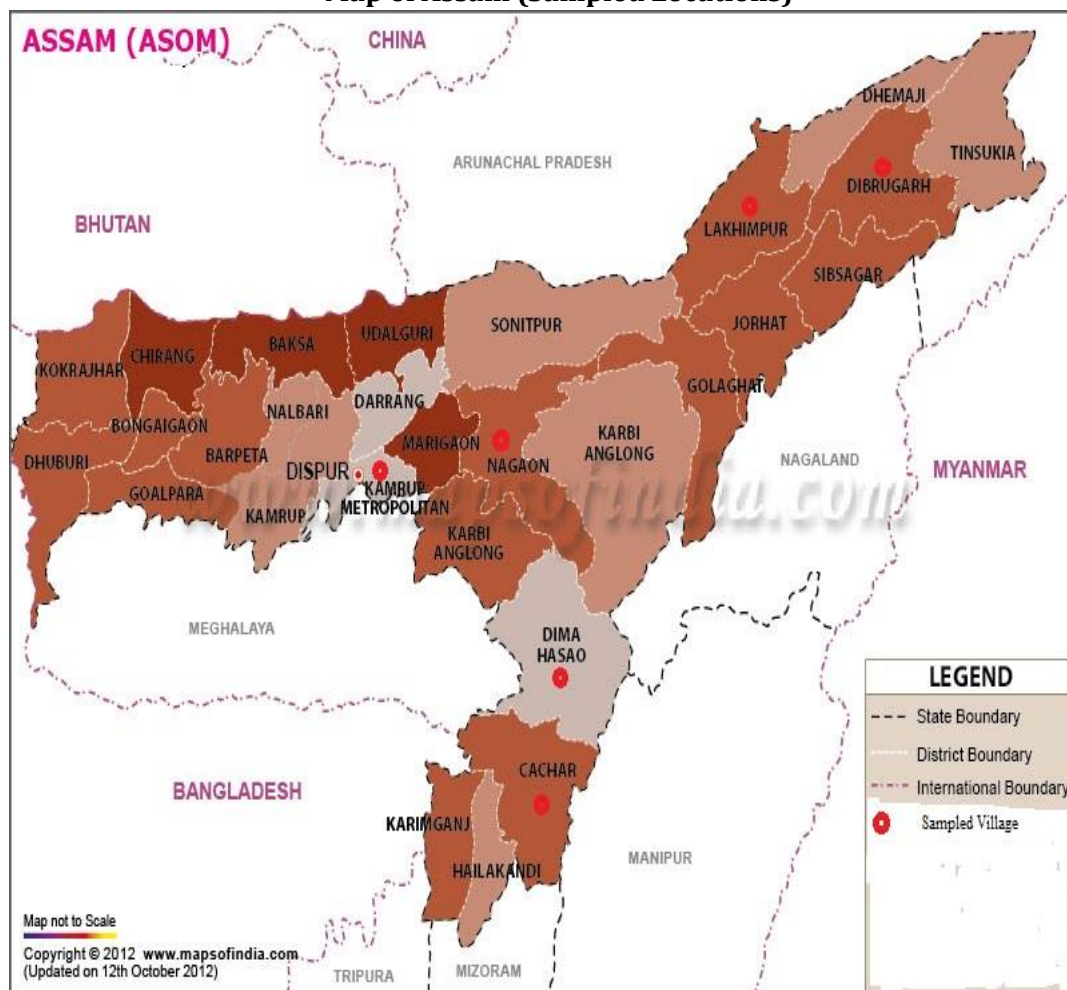 Map of Assam (Sampled Locations)
ASSAM (ASOM)
CHINA
DHEMAJI
TINSUKIA
ARUNACHAL PRADESH
DIBRUGARH
BHUTAN
LAKHIMPUR
SIBSAGAR
SONITPUR
UDALGURI
BAKSA
CHIRANG
KOKRAJHAR
JORHAT
GOLAGHAT
DARRANG
NALBARI
BONGAIGAON
BARPETA
MARIGAON
NAGAON
KARBI
ANGLONG
DHUBURI
DISPUR
NAGALAND
MYANMAR
GOALPARA
KAMRUP
METROPOLITAN
KAMRUP
www.mapsofindia.com
KARBI
ANGLONG
MEGHALAYA
DIMA
HASAO
LEGEND
State Boundary
District Boundary
International Boundary
Sampled Village
CACHAR
BANGLADESH
KARIMGANJ
HAILAKANDI
MANIPUR
Map not to Scale
Copyright © 2012 www.mapsofindia.com
(Updated on 12th October 2012)
TRIPURA
MIZORAM